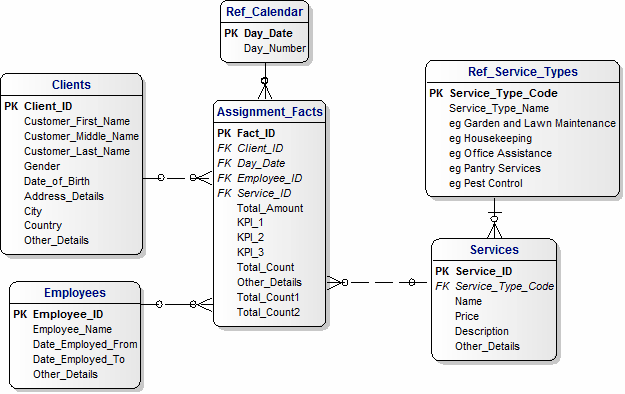 Ref_Calendar
PK Day_Date
Day_Number
Clients
PK Client_ID
Customer_First_Name
Customer_Middle_Name
Customer_Last_Name
Gender
Date_of_Birth
Address_Details
City
Country
Other_Details
Assignment_Facts
PK Fact_ID
FK Client_ID
FK Day_Date
FK Employee_ID
FK Service_ID
Total_Amount
KPI_1
KPI_2
KPI_3
Total_Count
Other_Details
Total_Count1
Total_Count2
Ref_Service_Types
PK Service_Type_Code
Service_Type_Name
eg Garden and Lawn Maintenance
eg Housekeeping
eg Office Assistance
eg Pantry Services
eg Pest Control
Employees
PK Employee_ID
Employee_Name
Date_Employed_From
Date_Employed_To
Other_Details
Services
PK Service_ID
FK Service_Type_Code
Name
Price
Description
Other_Details